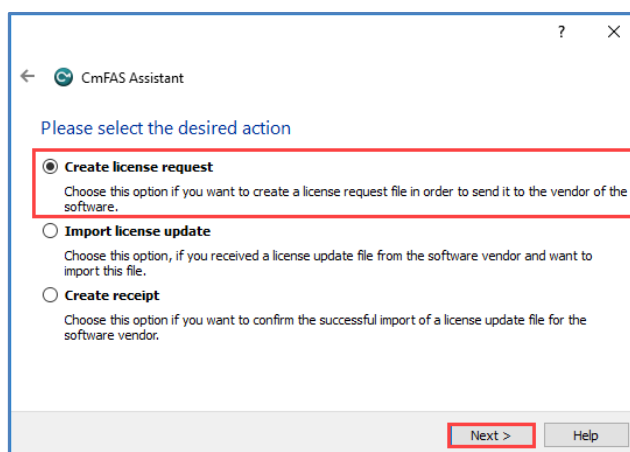 ?
CmFAS Assistant
Please select the desired action
Create license request
Choose this option if you want to create a license request file in order to send it to the vendor of the
software.
Import license update
Choose this option, if you received a license update file from the software vendor and want to
import this file.
Create receipt
Choose this option if you want to confirm the successful import of a license update file for the
software vendor.
Next > Help